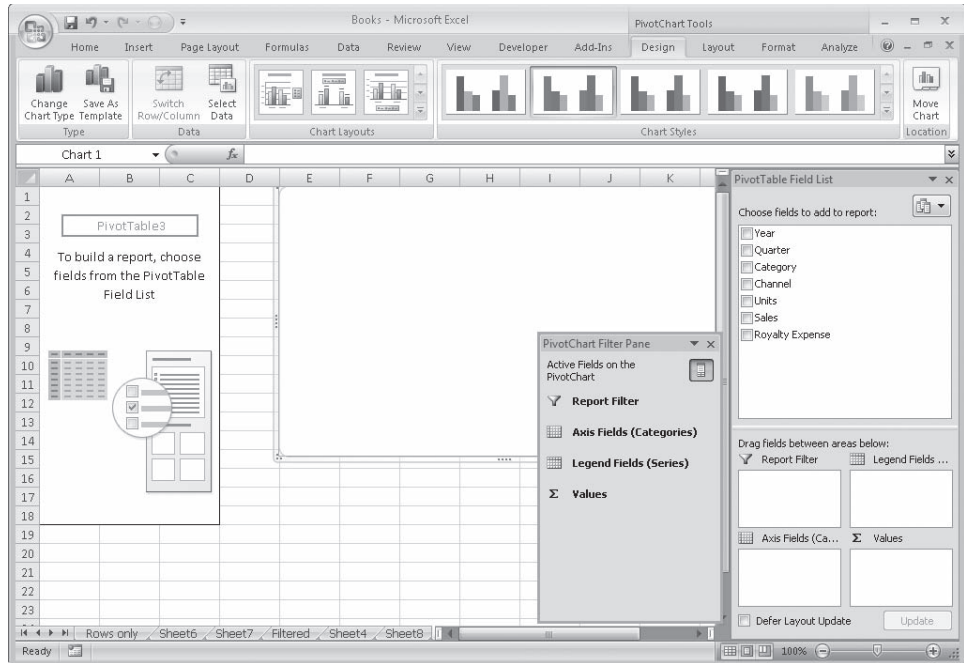 Books - Microsoft Excel
PivotChart Tools
Home Insert Page Layout Formulas Data Review View Developer Add-Ins Design Layout Format Analyze
Change Chart Type
Save As Template
Switch Row/Column
Select Data
Move Chart
Type
Data
Chart Layouts
Chart Styles
Location
Chart 1
fx
A B C D E F G H I J K
1
2
3
4
5
6
7
8
9
10
11
12
13
14
15
16
17
18
19
20
21
22
23
PivotTable3
To build a report, choose
fields from the PivotTable
Field List
PivotChart Filter Pane
Active Fields on the
PivotChart
Report Filter
Axis Fields (Categories)
Legend Fields (Series)
Σ Values
PivotTable Field List
Choose fields to add to report:
Year
Quarter
Category
Channel
Units
Sales
Royalty Expense
Drag fields between areas below:
Report Filter
Legend Fields ...
Axis Fields (Ca...
Σ Values
Defer Layout Update
Update
Rows only Sheet6 Sheet7 Filtered Sheet4 Sheet8
Ready
100%